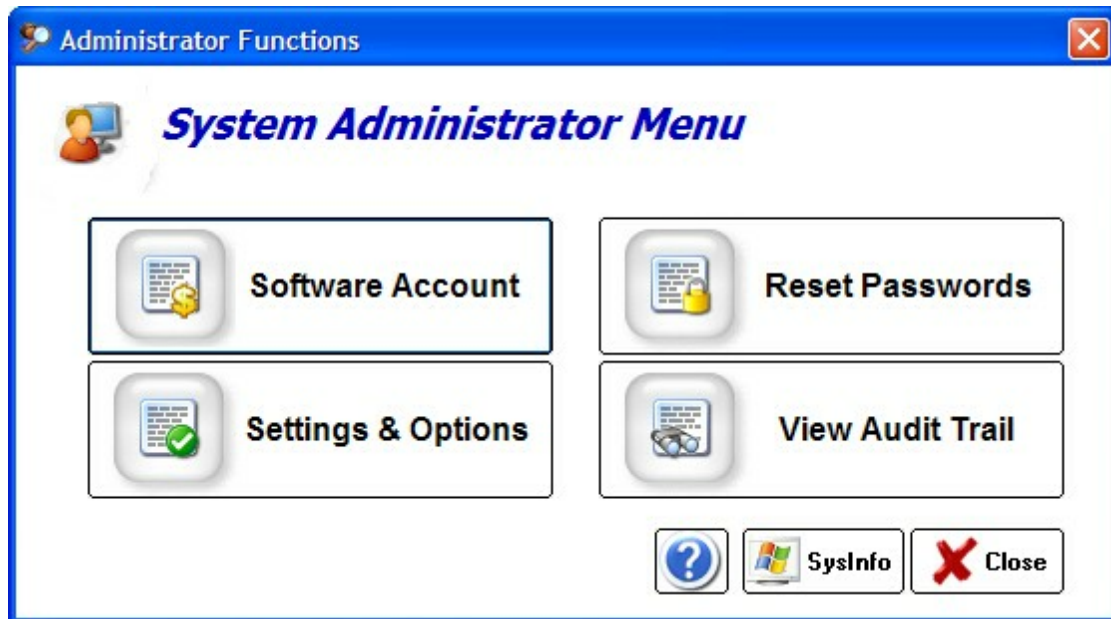 Administrator Functions
System Administrator Menu
Software Account
Reset Passwords
Settings & Options
View Audit Trail
?
SysInfo
Close